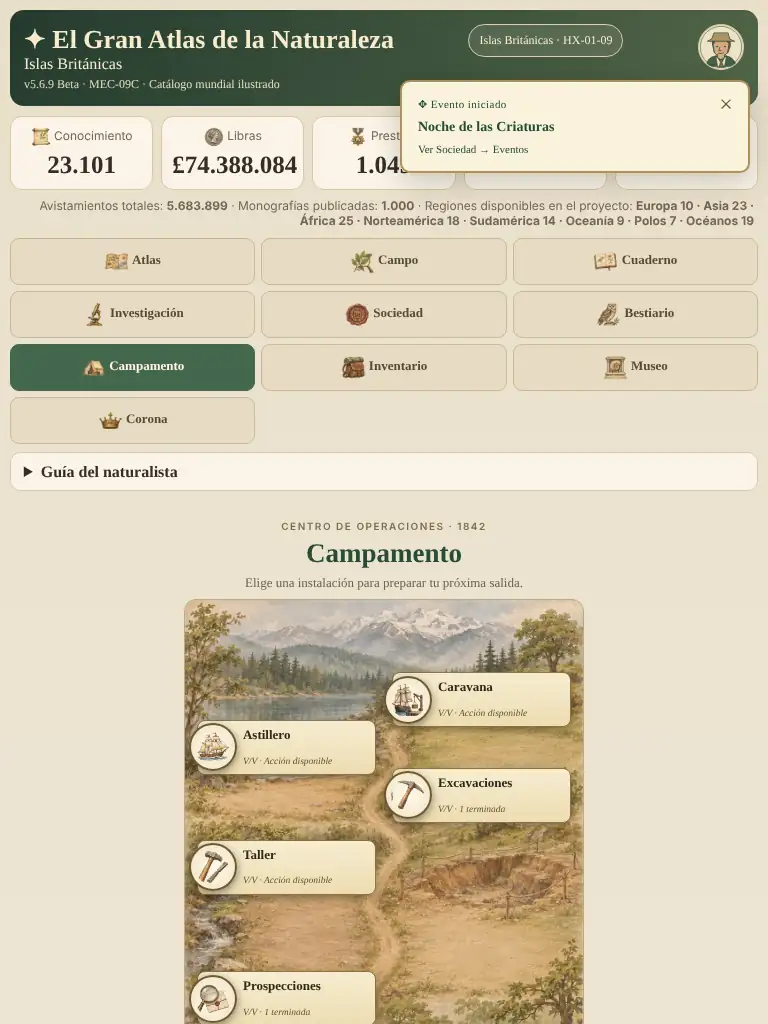 ✦ El Gran Atlas de la Naturaleza
Islas Británicas
v5.6.9 Beta · MEC-09C · Catálogo mundial ilustrado
Islas Británicas · HX-01-09
✥ Evento iniciado
Noche de las Criaturas
Ver Sociedad → Eventos
Conocimiento
23.101
Libras
£74.388.084
Avistamientos totales: 5.683.899 · Monografías publicadas: 1.000 · Regiones disponibles en el proyecto: Europa 10 · Asia 23 ·
África 25 · Norteamérica 18 · Sudamérica 14 · Oceanía 9 · Polos 7 · Océanos 19
Atlas
Campo
Cuaderno
Investigación
Sociedad
Bestiario
Campamento
Inventario
Museo
Corona
Guía del naturalista
CENTRO DE OPERACIONES · 1842
Campamento
Elige una instalación para preparar tu próxima salida.
Caravana
V/V · Acción disponible
Astillero
V/V · Acción disponible
Excavaciones
V/V · 1 terminada
Taller
V/V · Acción disponible
Prospecciones
V/V · 1 terminada